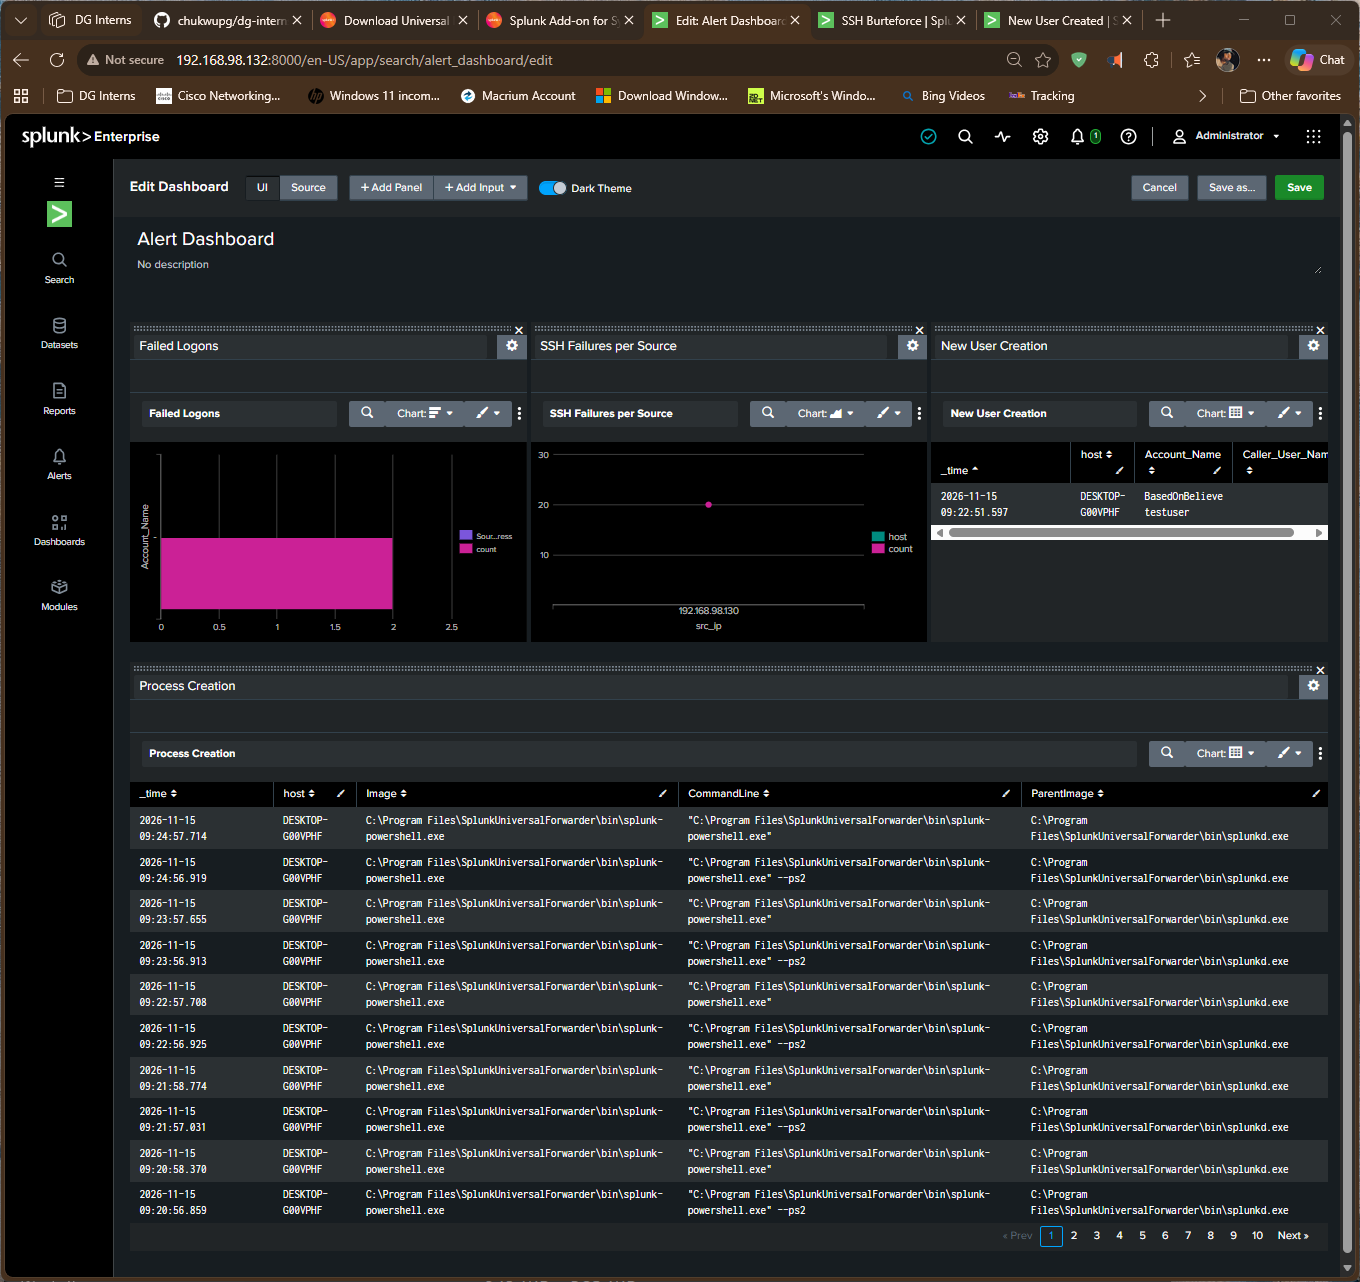 DG Interns
chukwupg/dg-intern
Download Universal
Splunk Add-on for Sy
Edit: Alert Dashboard
SSH Burteforce | Splu
New User Created | S
Not secure
192.168.98.132:8000/en-US/app/search/alert_dashboard/edit
Chat
DG Interns
Cisco Networking...
Windows 11 incom...
Macrium Account
Download Window...
Microsoft's Windo...
Bing Videos
Tracking
Other favorites
splunk>Enterprise
1
Administrator
Edit Dashboard
UI
Source
+ Add Panel
+ Add Input
Dark Theme
Cancel
Save as...
Save
Search
Datasets
Reports
Alerts
Dashboards
Modules
Alert Dashboard
No description
Failed Logons
Failed Logons
Chart:
Account_Name
0 0.5 1 1.5 2 2.5
Sour...ress
count
SSH Failures per Source
SSH Failures per Source
Chart:
30
20
10
192.168.98.130
src_ip
host
count
New User Creation
New User Creation
Chart:
_time host Account_Name Caller_User_Nam
2026-11-15 DESKTOP- BasedOnBelieve
09:22:51.597 G00VPHF testuser
Process Creation
Process Creation
Chart:
_time host Image CommandLine ParentImage
2026-11-15 DESKTOP- C:\Program Files\SplunkUniversalForwarder\bin\splunk- "C:\Program Files\SplunkUniversalForwarder\bin\splunk- C:\Program
09:24:57.714 G00VPHF powershell.exe powershell.exe" Files\SplunkUniversalForwarder\bin\splunkd.exe
2026-11-15 DESKTOP- C:\Program Files\SplunkUniversalForwarder\bin\splunk- "C:\Program Files\SplunkUniversalForwarder\bin\splunk- C:\Program
09:24:56.919 G00VPHF powershell.exe powershell.exe" --ps2 Files\SplunkUniversalForwarder\bin\splunkd.exe
2026-11-15 DESKTOP- C:\Program Files\SplunkUniversalForwarder\bin\splunk- "C:\Program Files\SplunkUniversalForwarder\bin\splunk- C:\Program
09:23:57.655 G00VPHF powershell.exe powershell.exe" Files\SplunkUniversalForwarder\bin\splunkd.exe
2026-11-15 DESKTOP- C:\Program Files\SplunkUniversalForwarder\bin\splunk- "C:\Program Files\SplunkUniversalForwarder\bin\splunk- C:\Program
09:23:56.913 G00VPHF powershell.exe powershell.exe" --ps2 Files\SplunkUniversalForwarder\bin\splunkd.exe
2026-11-15 DESKTOP- C:\Program Files\SplunkUniversalForwarder\bin\splunk- "C:\Program Files\SplunkUniversalForwarder\bin\splunk- C:\Program
09:22:57.708 G00VPHF powershell.exe powershell.exe" Files\SplunkUniversalForwarder\bin\splunkd.exe
2026-11-15 DESKTOP- C:\Program Files\SplunkUniversalForwarder\bin\splunk- "C:\Program Files\SplunkUniversalForwarder\bin\splunk- C:\Program
09:22:56.925 G00VPHF powershell.exe powershell.exe" --ps2 Files\SplunkUniversalForwarder\bin\splunkd.exe
2026-11-15 DESKTOP- C:\Program Files\SplunkUniversalForwarder\bin\splunk- "C:\Program Files\SplunkUniversalForwarder\bin\splunk- C:\Program
09:21:58.774 G00VPHF powershell.exe powershell.exe" Files\SplunkUniversalForwarder\bin\splunkd.exe
2026-11-15 DESKTOP- C:\Program Files\SplunkUniversalForwarder\bin\splunk- "C:\Program Files\SplunkUniversalForwarder\bin\splunk- C:\Program
09:21:57.031 G00VPHF powershell.exe powershell.exe" --ps2 Files\SplunkUniversalForwarder\bin\splunkd.exe
2026-11-15 DESKTOP- C:\Program Files\SplunkUniversalForwarder\bin\splunk- "C:\Program Files\SplunkUniversalForwarder\bin\splunk- C:\Program
09:20:58.370 G00VPHF powershell.exe powershell.exe" Files\SplunkUniversalForwarder\bin\splunkd.exe
2026-11-15 DESKTOP- C:\Program Files\SplunkUniversalForwarder\bin\splunk- "C:\Program Files\SplunkUniversalForwarder\bin\splunk- C:\Program
09:20:56.859 G00VPHF powershell.exe powershell.exe" --ps2 Files\SplunkUniversalForwarder\bin\splunkd.exe
« Prev 1 2 3 4 5 6 7 8 9 10 Next »